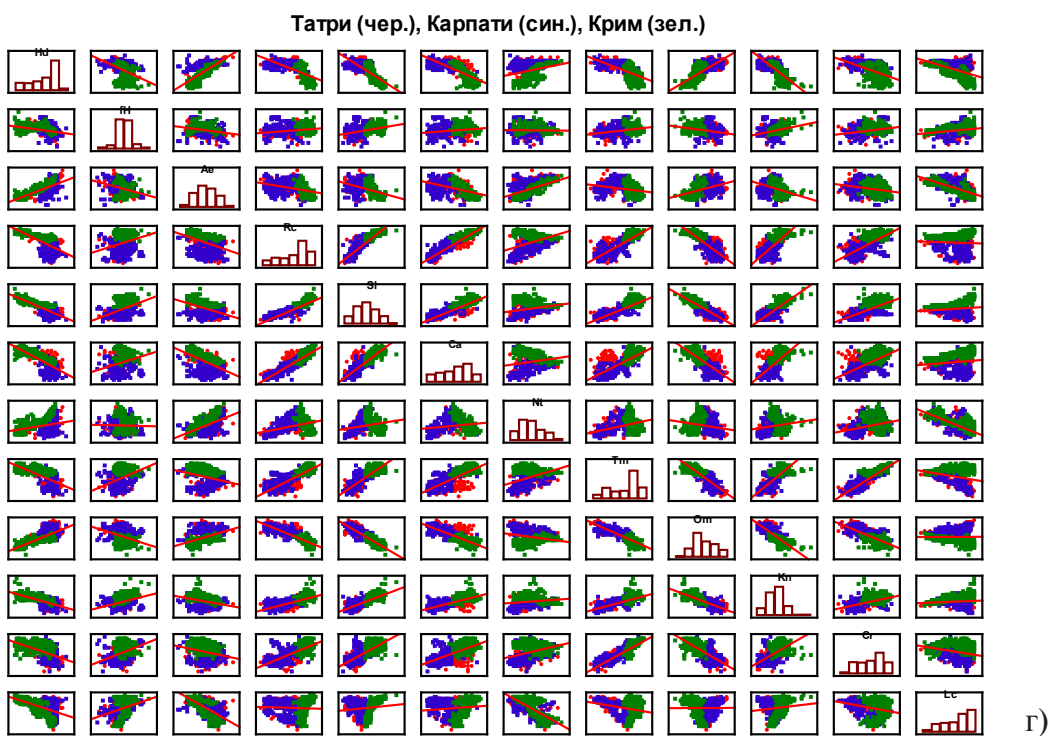 Татри (чер.), Карпати (син.), Крим (зел.)
Hd
fH
Ae
Rc
Sl
Ca
Nt
Tm
Om
Kn
Cr
Lc
г)